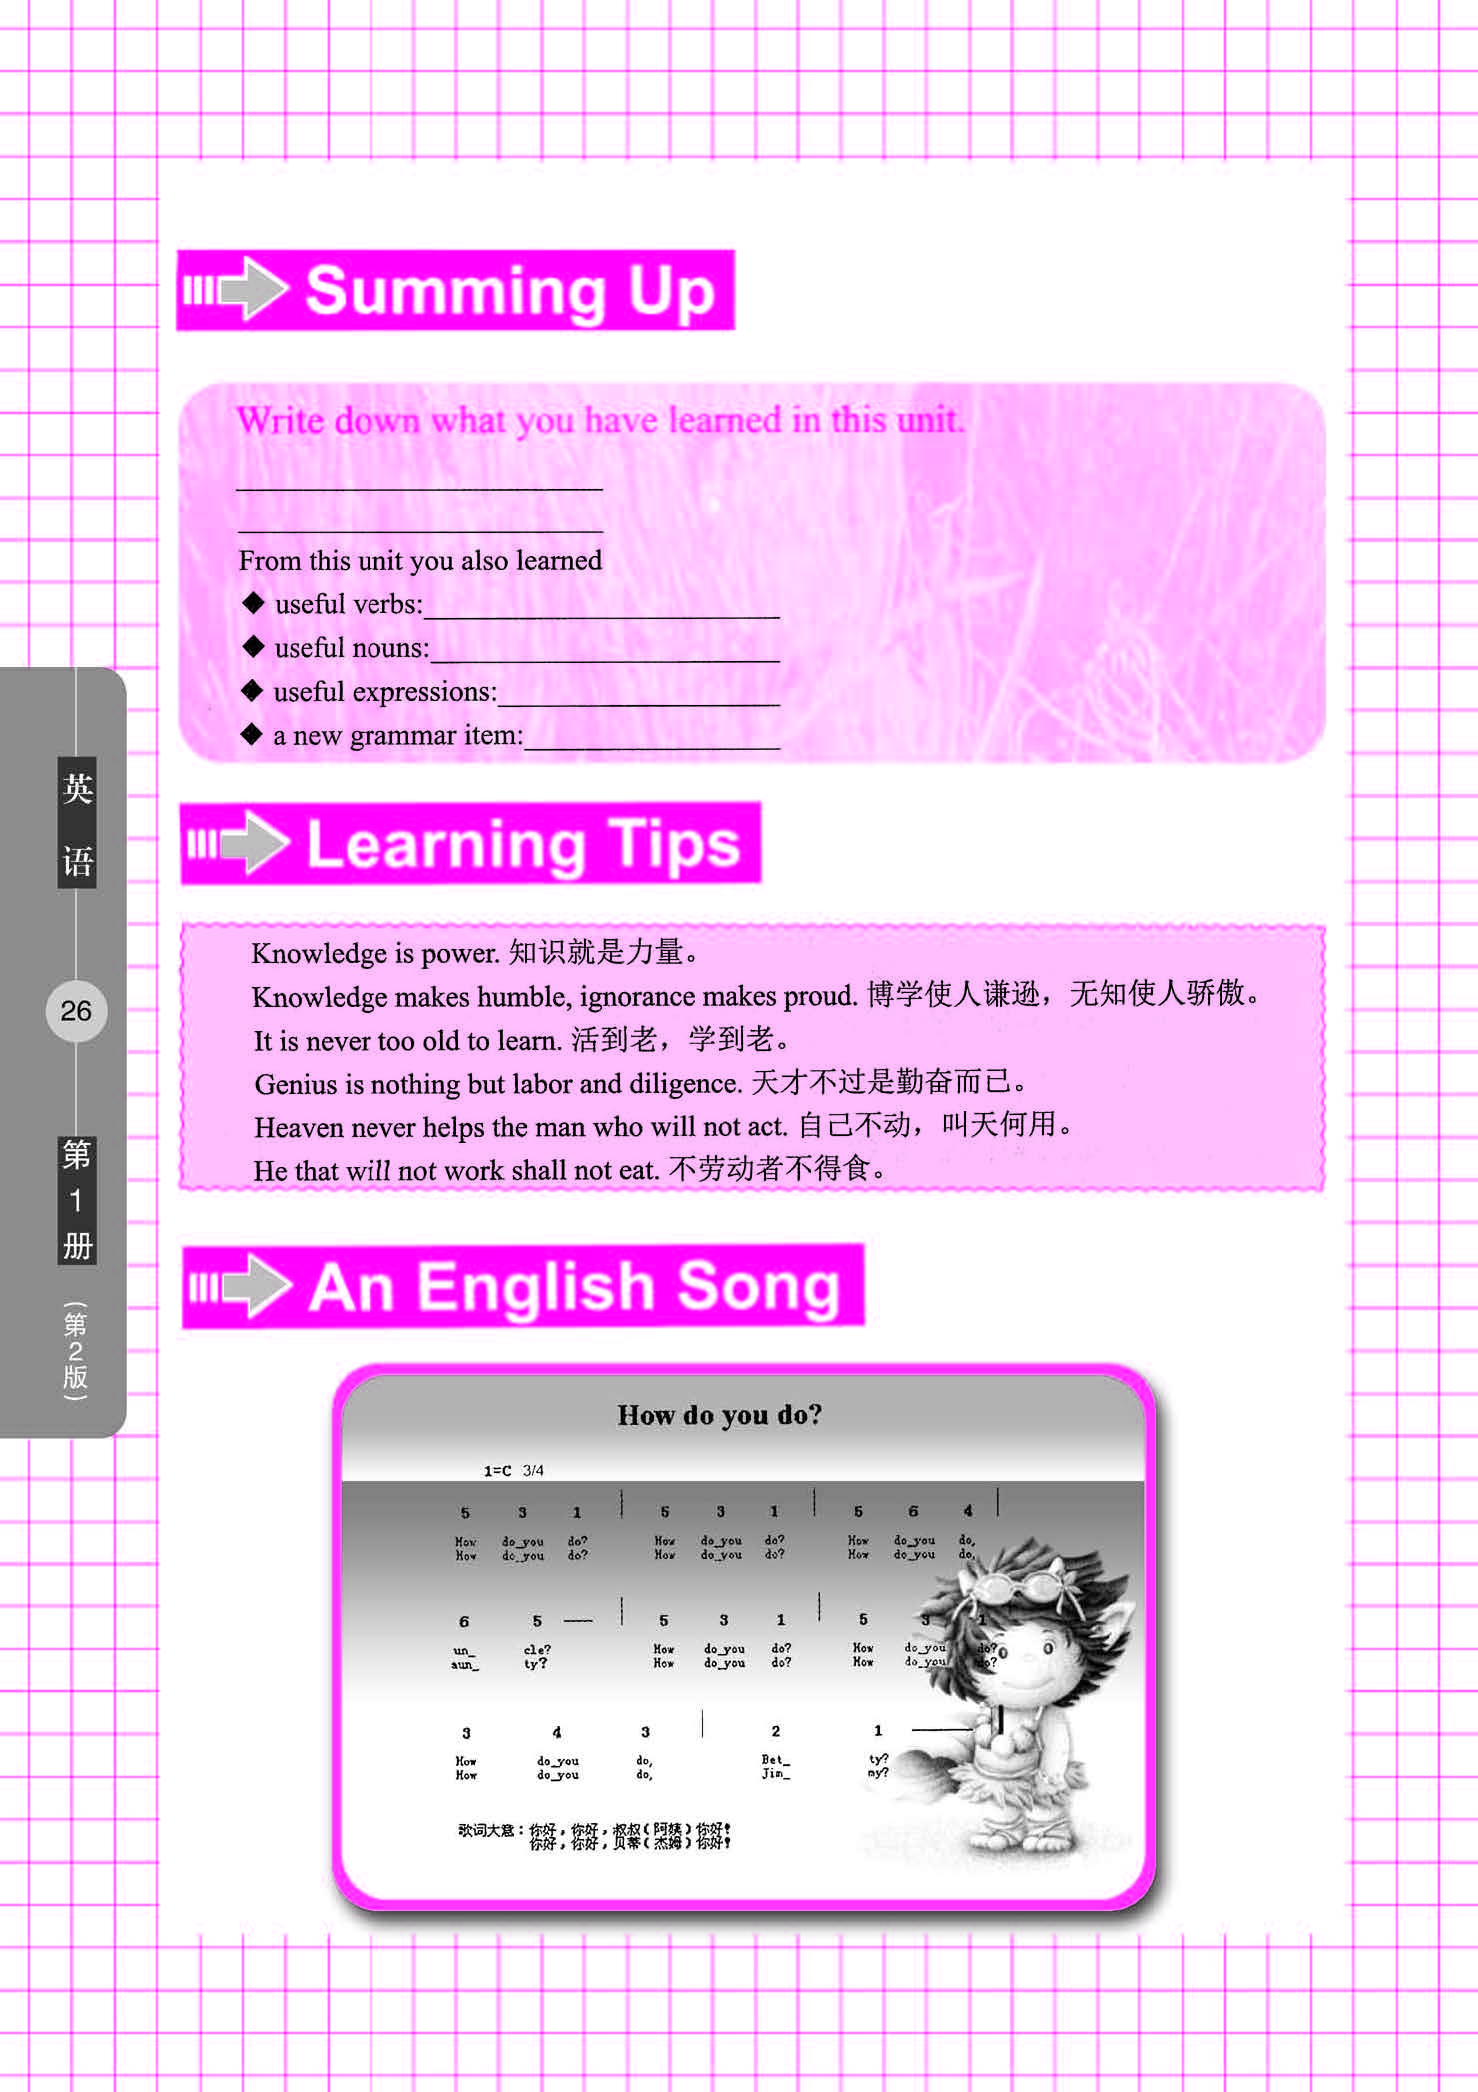 Summing Up
Write down what you have learned in this unit.
From this unit you also learned
◆ useful verbs:
◆ useful nouns:
◆ useful expressions:
◆ a new grammar item:
英语
26
第1册
(第2版)
Learning Tips
Knowledge is power. 知识就是力量。
Knowledge makes humble, ignorance makes proud. 博学使人谦逊，无知使人骄傲。
It is never too old to learn. 活到老，学到老。
Genius is nothing but labor and diligence. 天才不过是勤奋而已。
Heaven never helps the man who will not act. 自己不动，叫天何用。
He that will not work shall not eat. 不劳动者不得食。
An English Song
How do you do?
1=C 3/4
5 3 1 | 5 3 1 | 5 6 4 |
How do_you do? How do_you do? How do_you do,
How do_you do? How do_you do? How do_you do,
6 5 — | 5 3 1 | 5 3 1
un_ cle? How do_you do? How do_you do?
aun_ ty? How do_you do? How do_you do?
3 4 3 | 2 1 —
How do_you do, Bet_ ty?
How do_you do, Jim_ my?
歌词大意：你好，你好，叔叔（阿姨）你好！
你好，你好，贝蒂（杰姆）你好！